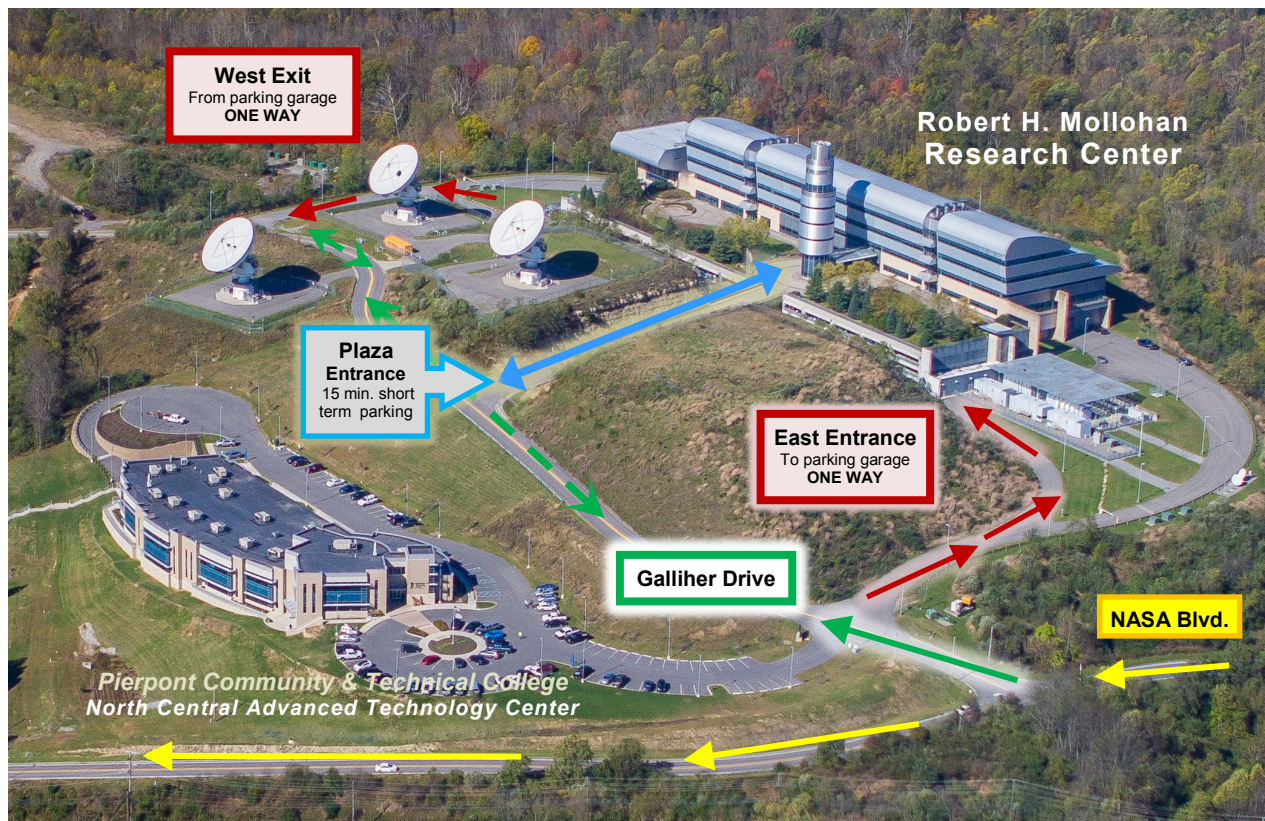 West Exit
From parking garage
ONE WAY
Robert H. Mollohan
Research Center
Plaza
Entrance
15 min. short
term parking
East Entrance
To parking garage
ONE WAY
Galliher Drive
NASA Blvd.
Pierpont Community & Technical College
North Central Advanced Technology Center